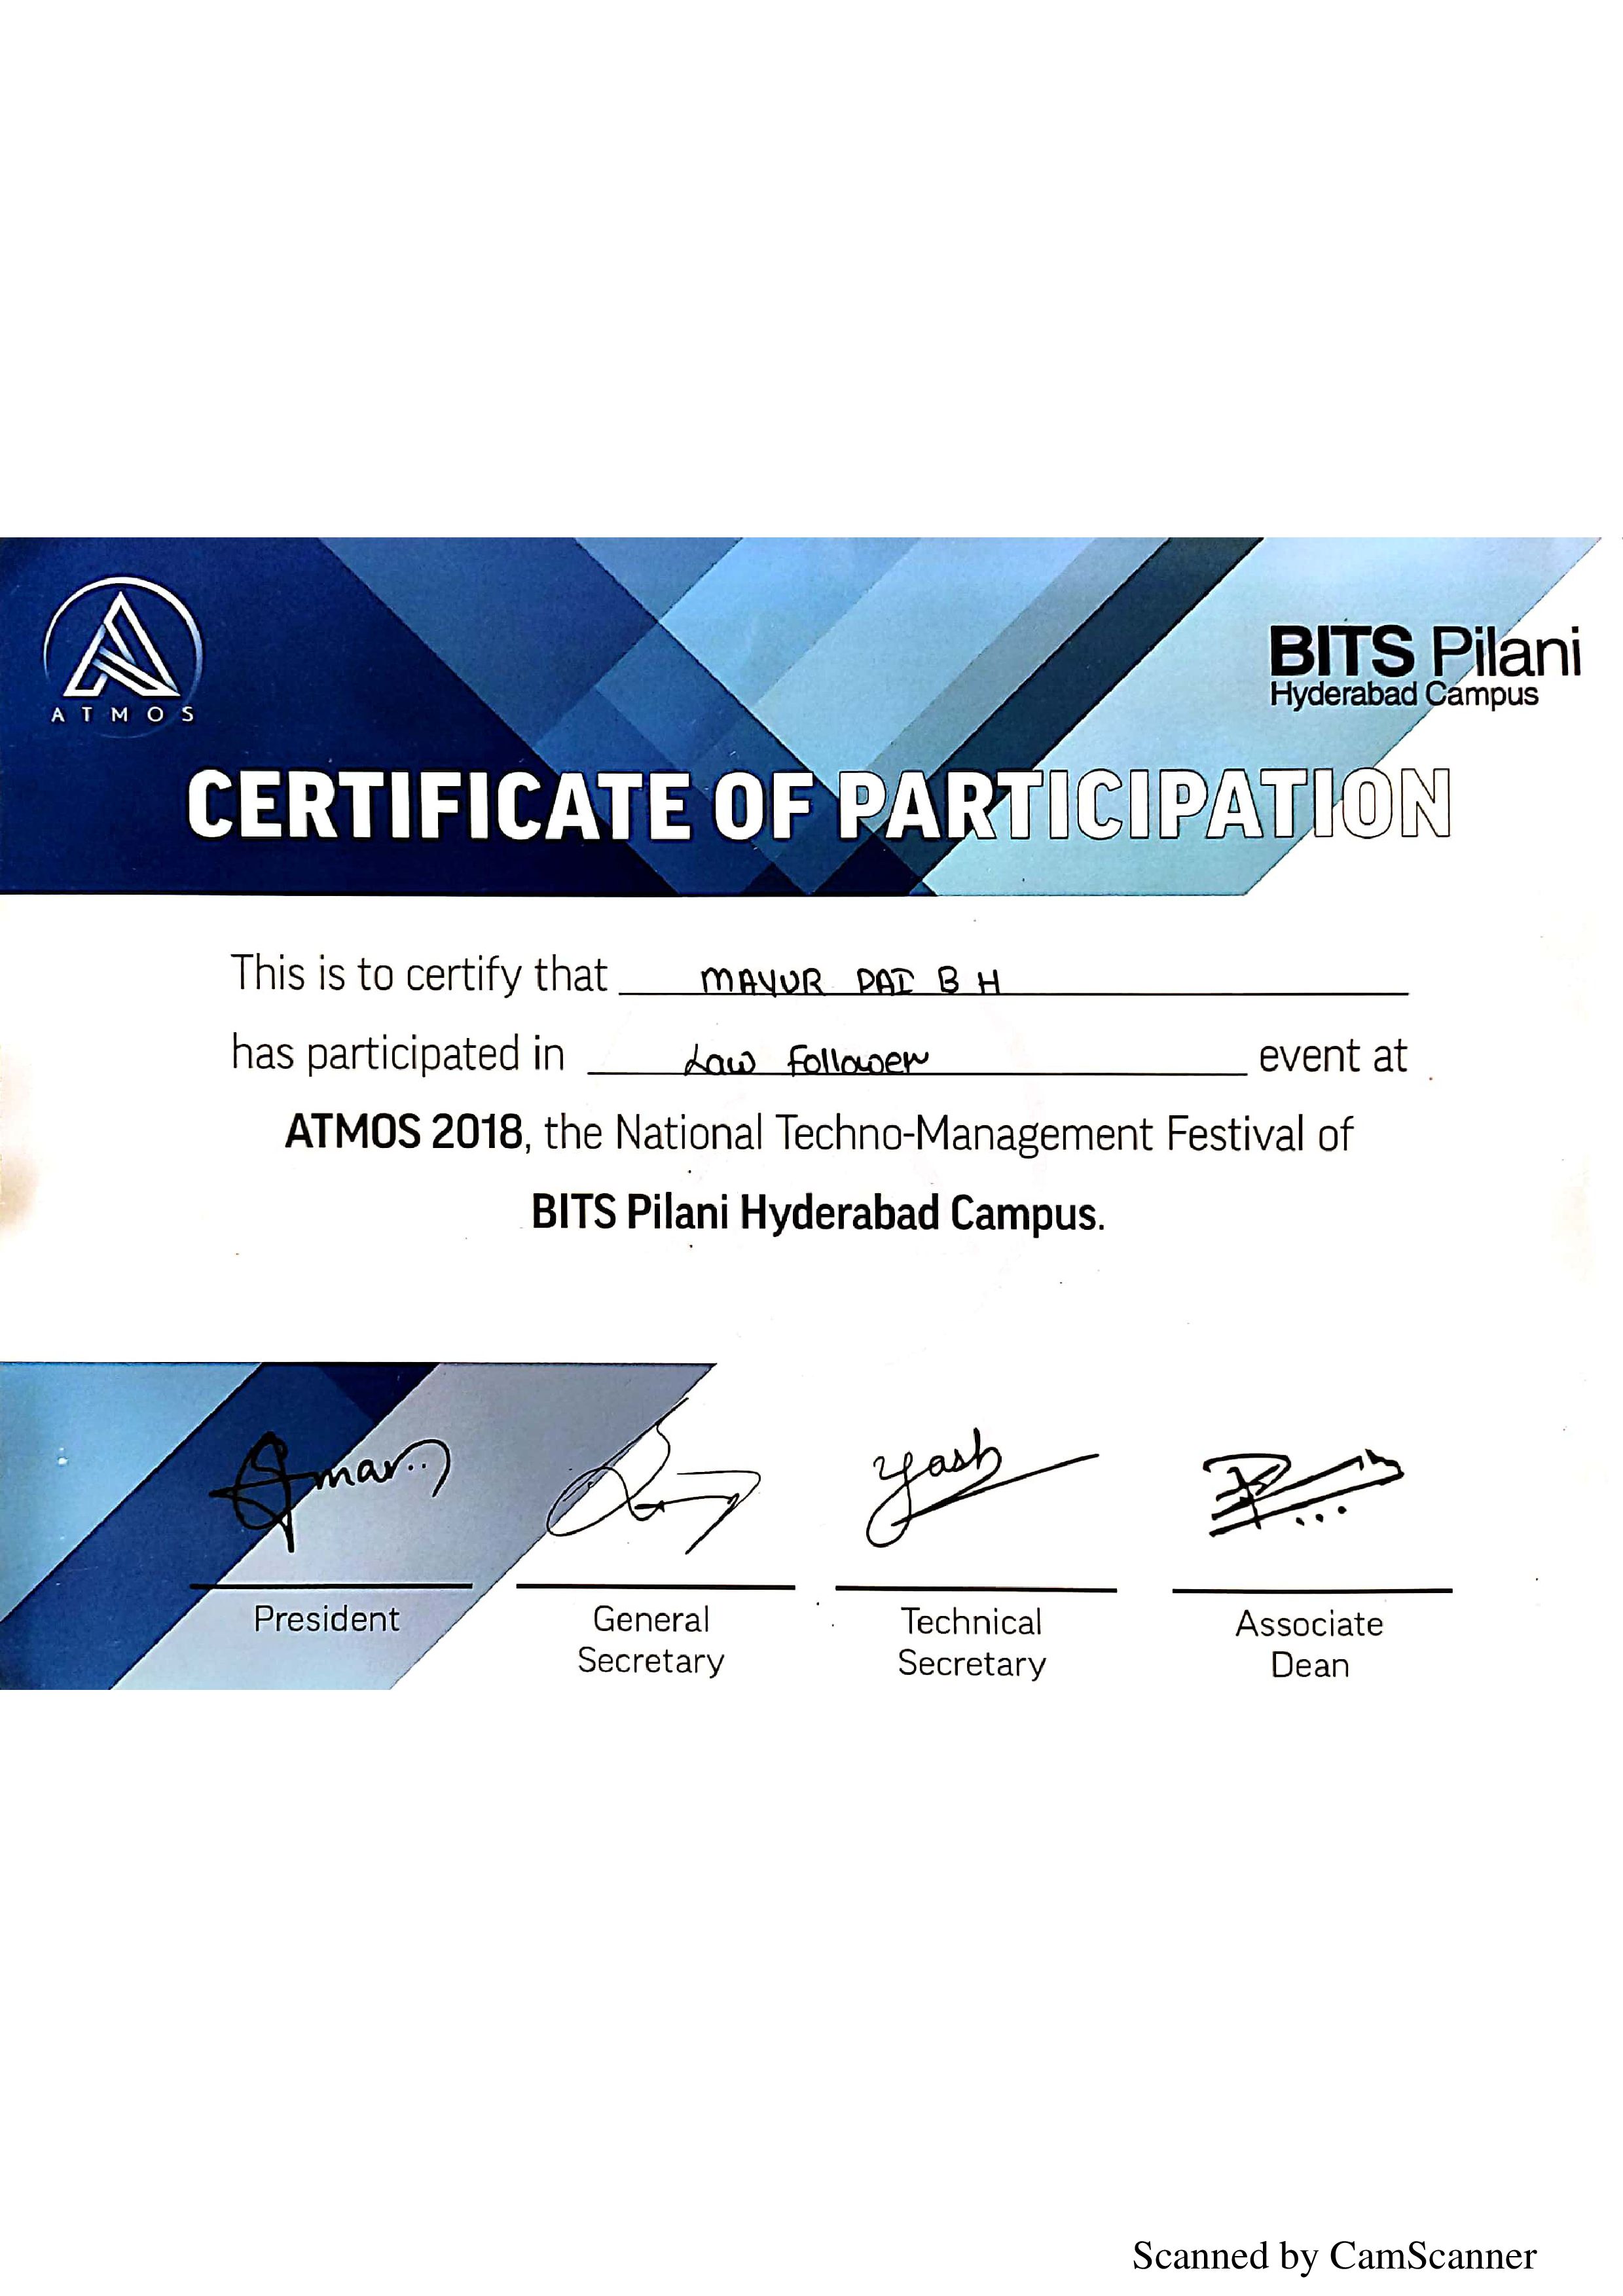 ATMOS
BITS Pilani
Hyderabad Campus
CERTIFICATE OF PARTICIPATION
This is to certify that MAYUR PAI B H
has participated in Law Follower event at
ATMOS 2018, the National Techno-Management Festival of
BITS Pilani Hyderabad Campus.
Yash
President
General
Secretary
Technical
Secretary
Associate
Dean
Scanned by CamScanner